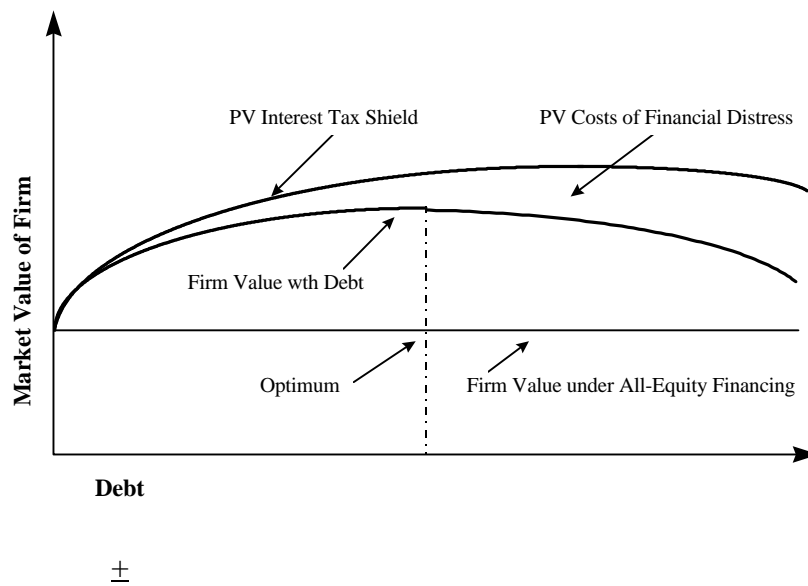 PV Interest Tax Shield
PV Costs of Financial Distress
Market Value of Firm
Firm Value wth Debt
Optimum
Firm Value under All-Equity Financing
Debt
+